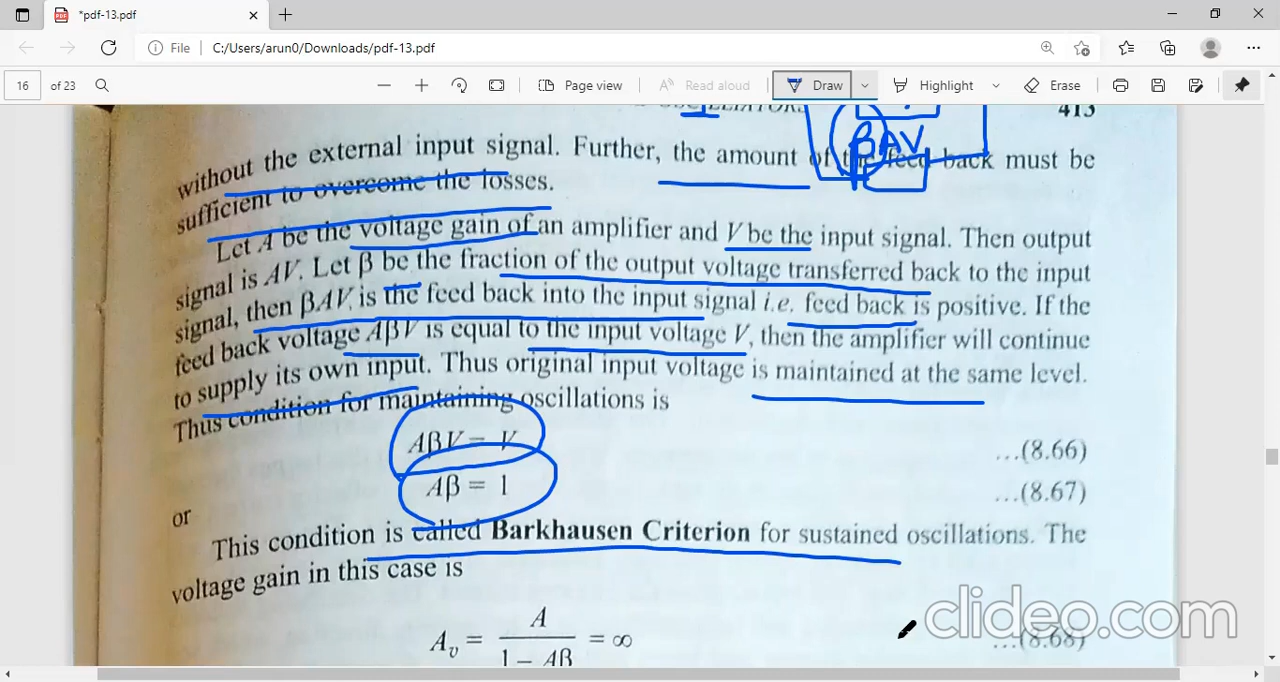 *pdf-13.pdf
File C:/Users/arun0/Downloads/pdf-13.pdf
16 of 23 Page view Read aloud Draw Highlight Erase
413
βAV
without the external input signal. Further, the amount of the feed back must be
sufficient to overcome the losses.
Let A be the voltage gain of an amplifier and V be the input signal. Then output
signal is AV. Let β be the fraction of the output voltage transferred back to the input
signal, then βAV is the feed back into the input signal i.e. feed back is positive. If the
feed back voltage AβV is equal to the input voltage V, then the amplifier will continue
to supply its own input. Thus original input voltage is maintained at the same level.
Thus condition for maintaining oscillations is
AβV = V ...(8.66)
or Aβ = 1 ...(8.67)
This condition is called Barkhausen Criterion for sustained oscillations. The
voltage gain in this case is
A_v = A / (1 − Aβ) = ∞ ...(8.68)
clideo.com